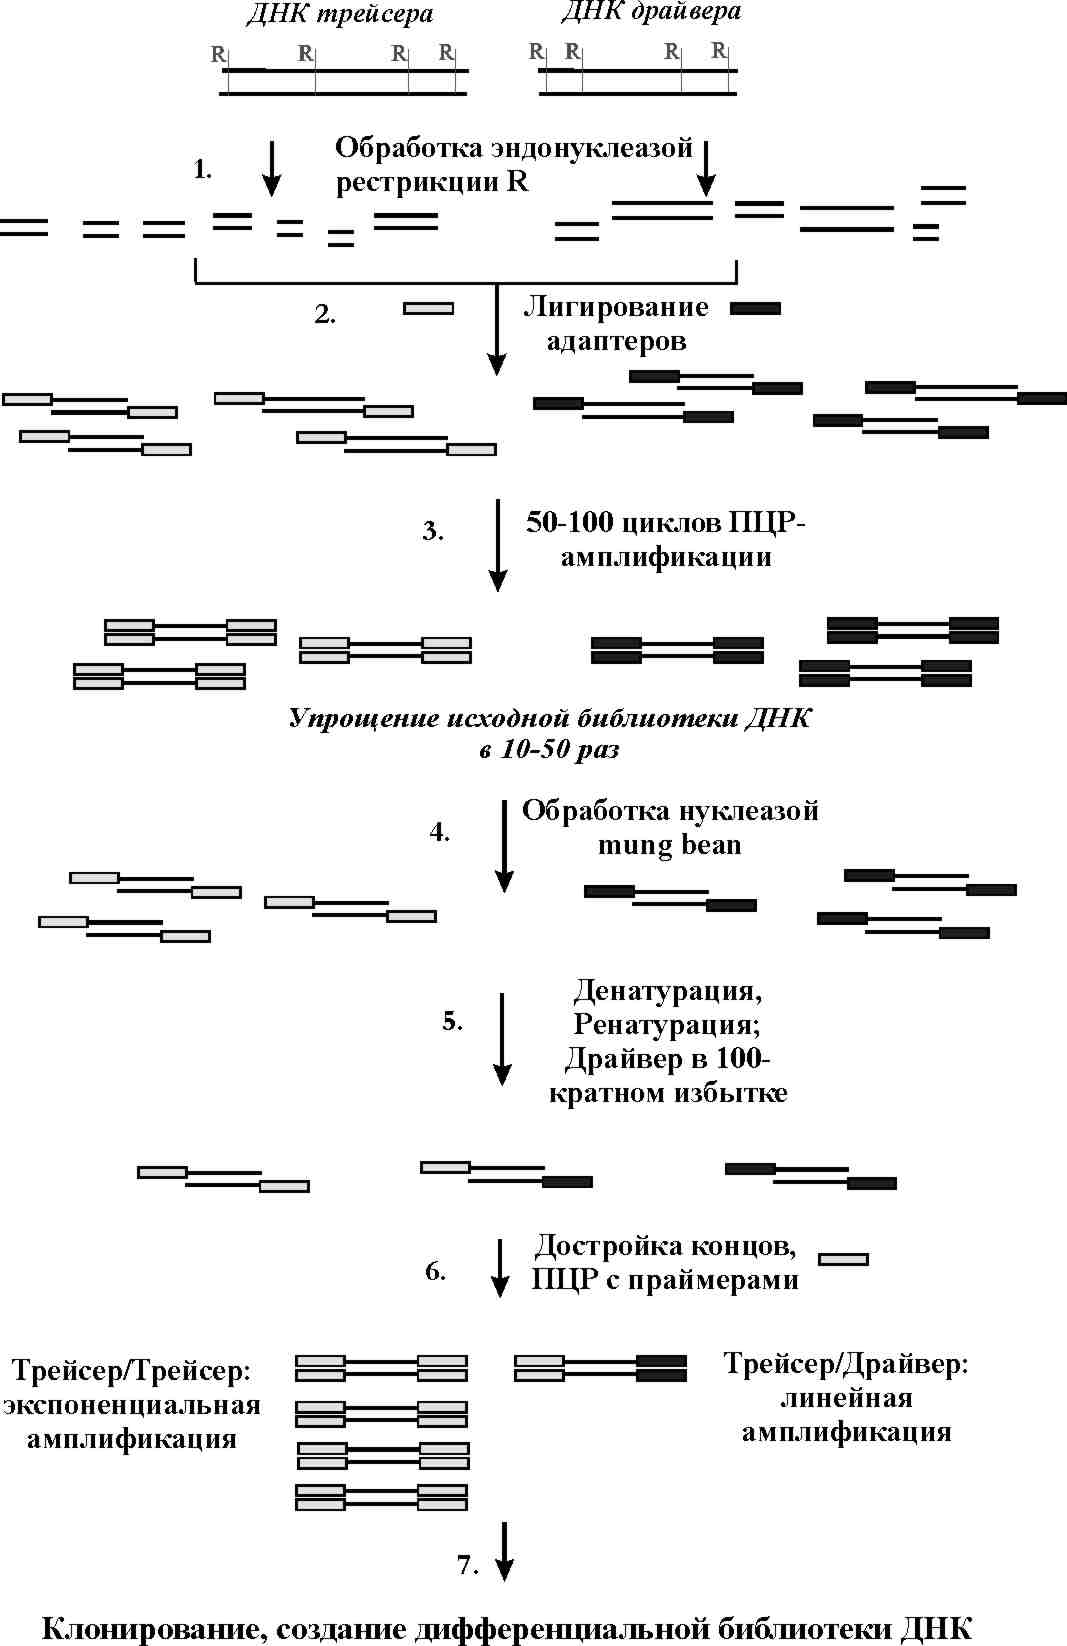 ДНК трейсера
ДНК драйвера
R R R R
R R R R
1.
Обработка эндонуклеазой
рестрикции R
2.
Лигирование
адаптеров
3.
50-100 циклов ПЦР-
амплификации
Упрощение исходной библиотеки ДНК
в 10-50 раз
4.
Обработка нуклеазой
mung bean
5.
Денатурация,
Ренатурация;
Драйвер в 100-
кратном избытке
6.
Достройка концов,
ПЦР с праймерами
Трейсер/Трейсер:
экспоненциальная
амплификация
Трейсер/Драйвер:
линейная
амплификация
7.
Клонирование, создание дифференциальной библиотеки ДНК